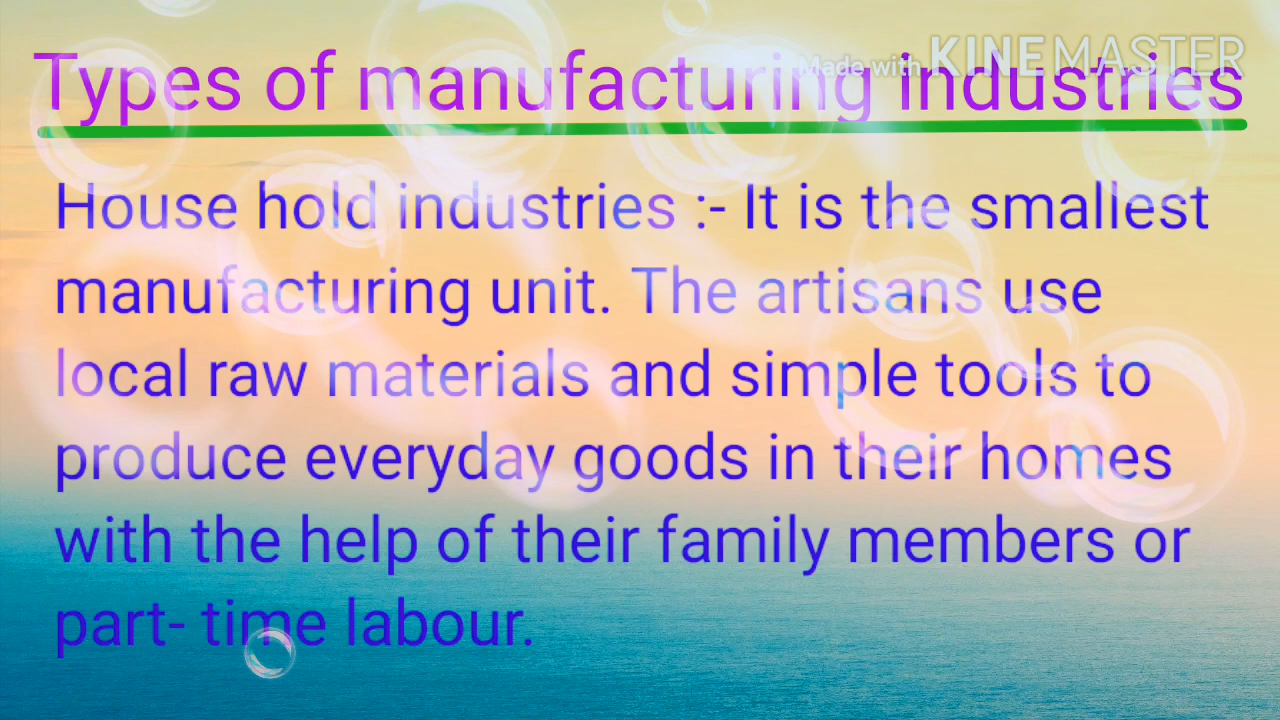 Made with KINEMASTER
Types of manufacturing industries
House hold industries :- It is the smallest
manufacturing unit. The artisans use
local raw materials and simple tools to
produce everyday goods in their homes
with the help of their family members or
part- time labour.